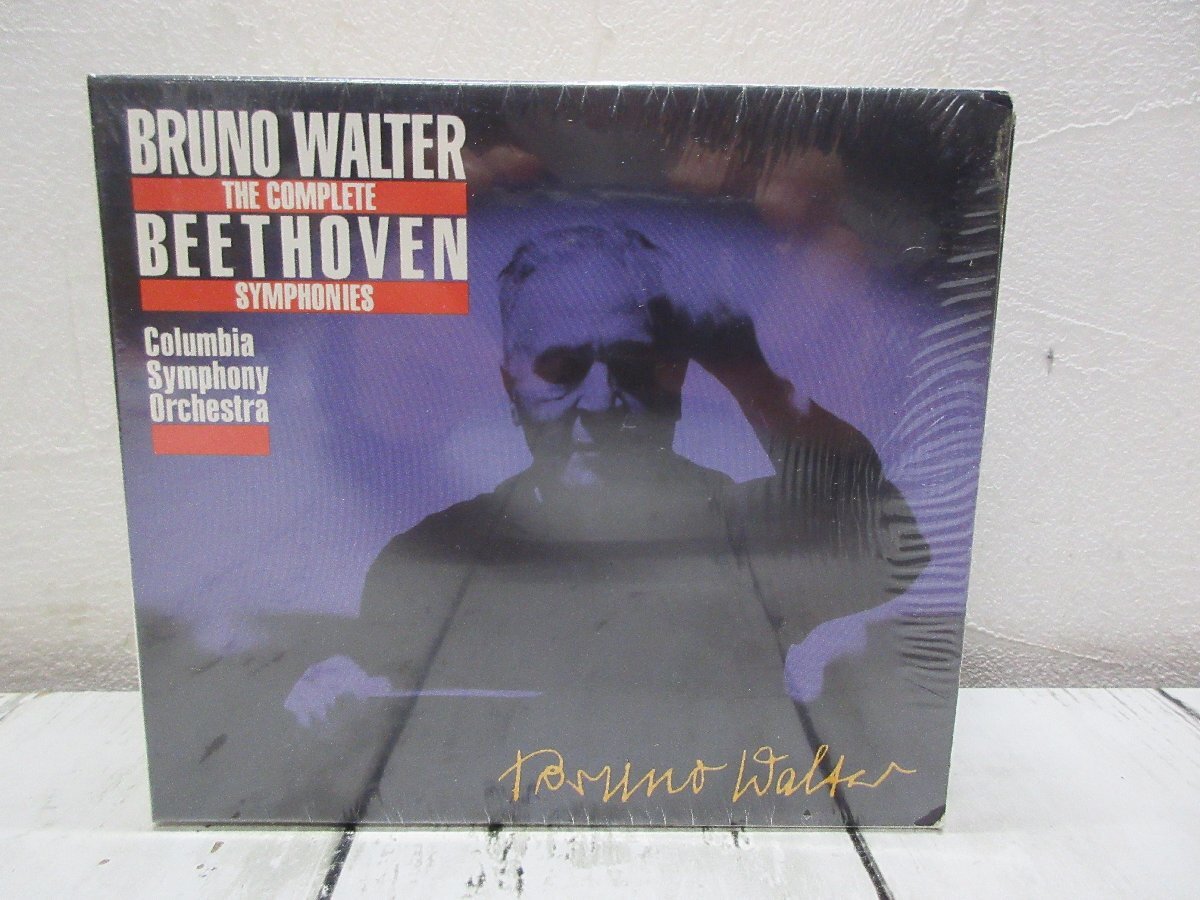 BRUNO WALTER
THE COMPLETE
BEETHOVEN
SYMPHONIES
Columbia
Symphony
Orchestra
Bruno Walter